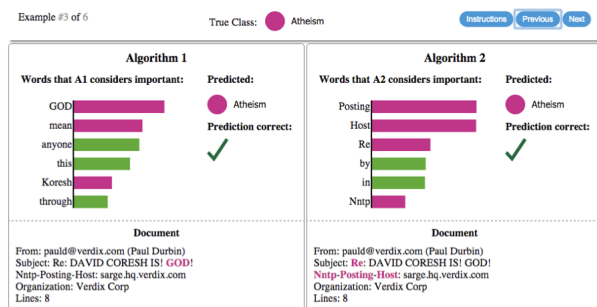 Example #3 of 6
True Class: Atheism
Instructions Previous Next
Algorithm 1
Words that A1 considers important: Predicted:
GOD
mean
anyone
this
Koresh
through
Atheism
Prediction correct:
Document
From: pauld@verdix.com (Paul Durbin)
Subject: Re: DAVID CORESH IS! GOD!
Nntp-Posting-Host: sarge.hq.verdix.com
Organization: Verdix Corp
Lines: 8
Algorithm 2
Words that A2 considers important: Predicted:
Posting
Host
Re
by
in
Nntp
Atheism
Prediction correct:
Document
From: pauld@verdix.com (Paul Durbin)
Subject: Re: DAVID CORESH IS! GOD!
Nntp-Posting-Host: sarge.hq.verdix.com
Organization: Verdix Corp
Lines: 8